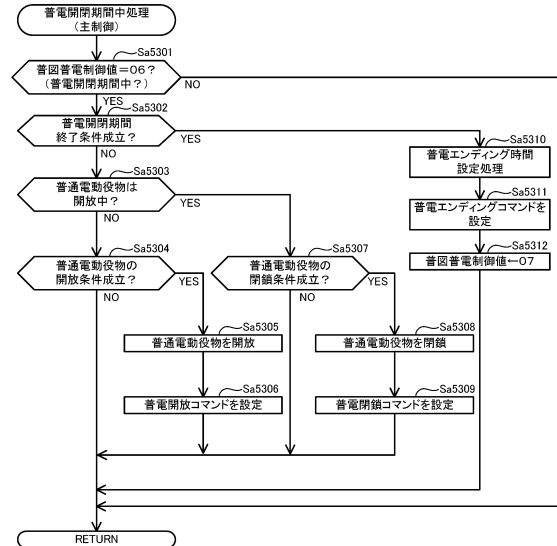 普電開閉期間中処理
(主制御)
Sa5301
普図普電制御値=06?
(普電開閉期間中?)
NO
YES
Sa5302
普電開閉期間
終了条件成立?
YES
NO
Sa5310
普電エンディング時間
設定処理
Sa5303
普通電動役物は
開放中?
YES
NO
Sa5311
普電エンディングコマンドを
設定
Sa5304
普通電動役物の
開放条件成立?
YES
NO
Sa5307
普通電動役物の
閉鎖条件成立?
YES
NO
Sa5312
普図普電制御値←07
Sa5305
普通電動役物を開放
Sa5308
普通電動役物を閉鎖
Sa5306
普電開放コマンドを設定
Sa5309
普電閉鎖コマンドを設定
RETURN